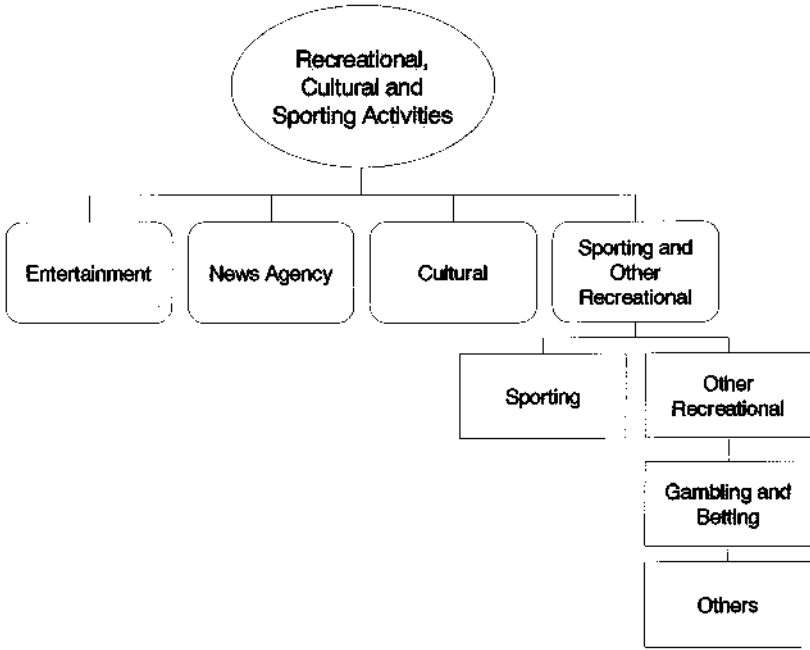 Recreational,
Cultural and
Sporting Activities
Entertainment
News Agency
Cultural
Sporting and
Other
Recreational
Sporting
Other
Recreational
Gambling and
Betting
Others